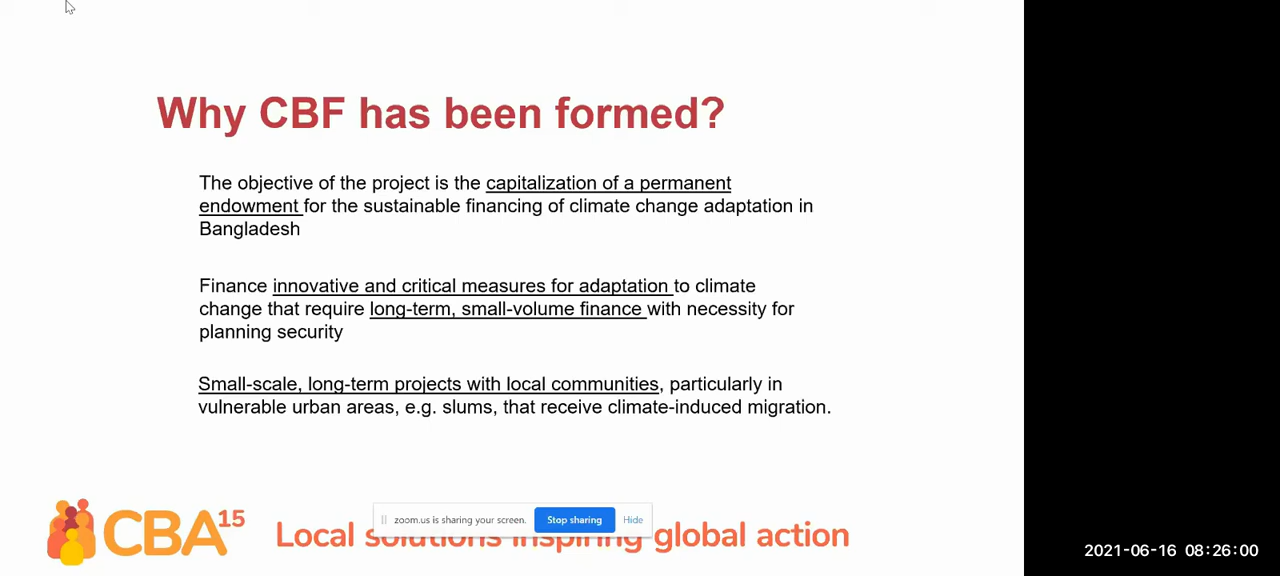 Why CBF has been formed?
The objective of the project is the capitalization of a permanent
endowment for the sustainable financing of climate change adaptation in
Bangladesh
Finance innovative and critical measures for adaptation to climate
change that require long-term, small-volume finance with necessity for
planning security
Small-scale, long-term projects with local communities, particularly in
vulnerable urban areas, e.g. slums, that receive climate-induced migration.
CBA15
zoom.us is sharing your screen. Stop sharing Hide
Local solutions inspiring global action
2021-06-16 08:26:00